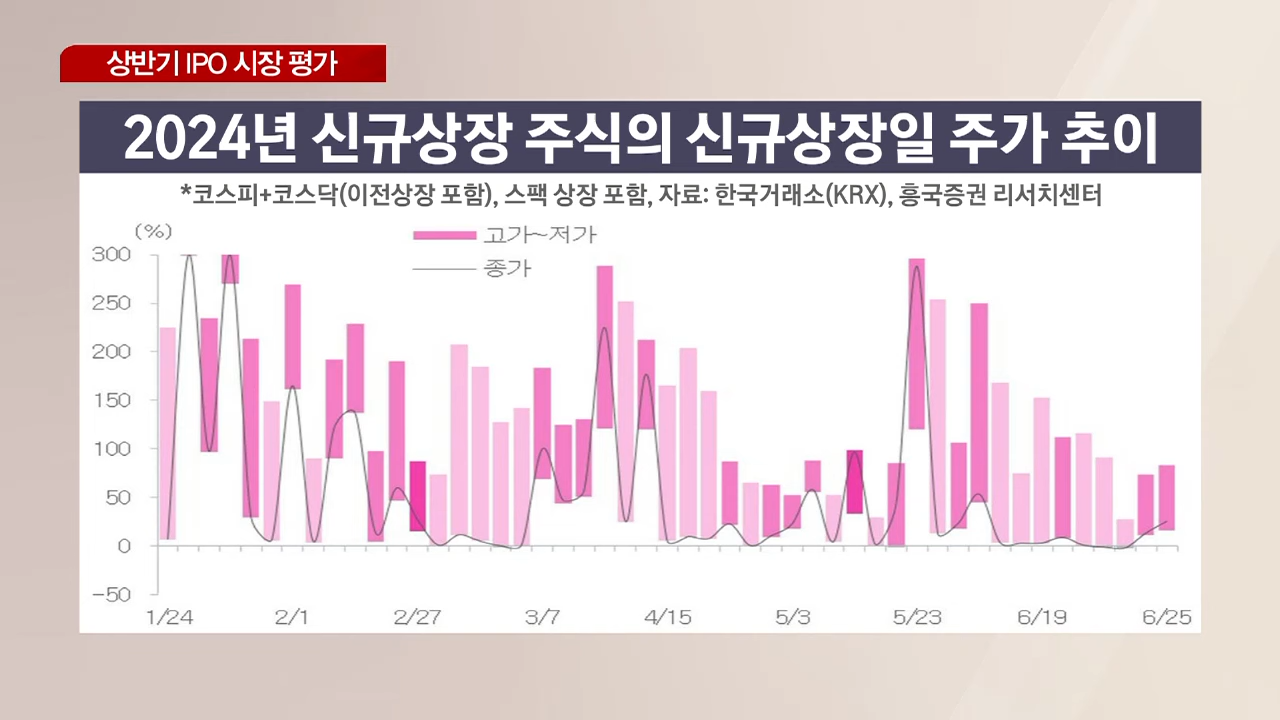 상반기 IPO 시장 평가
2024년 신규상장 주식의 신규상장일 주가 추이
*코스피+코스닥(이전상장 포함), 스팩 상장 포함, 자료: 한국거래소(KRX), 흥국증권 리서치센터
(%)
고가~저가
종가
300
250
200
150
100
50
0
-50
1/24 2/1 2/27 3/7 4/15 5/3 5/23 6/19 6/25